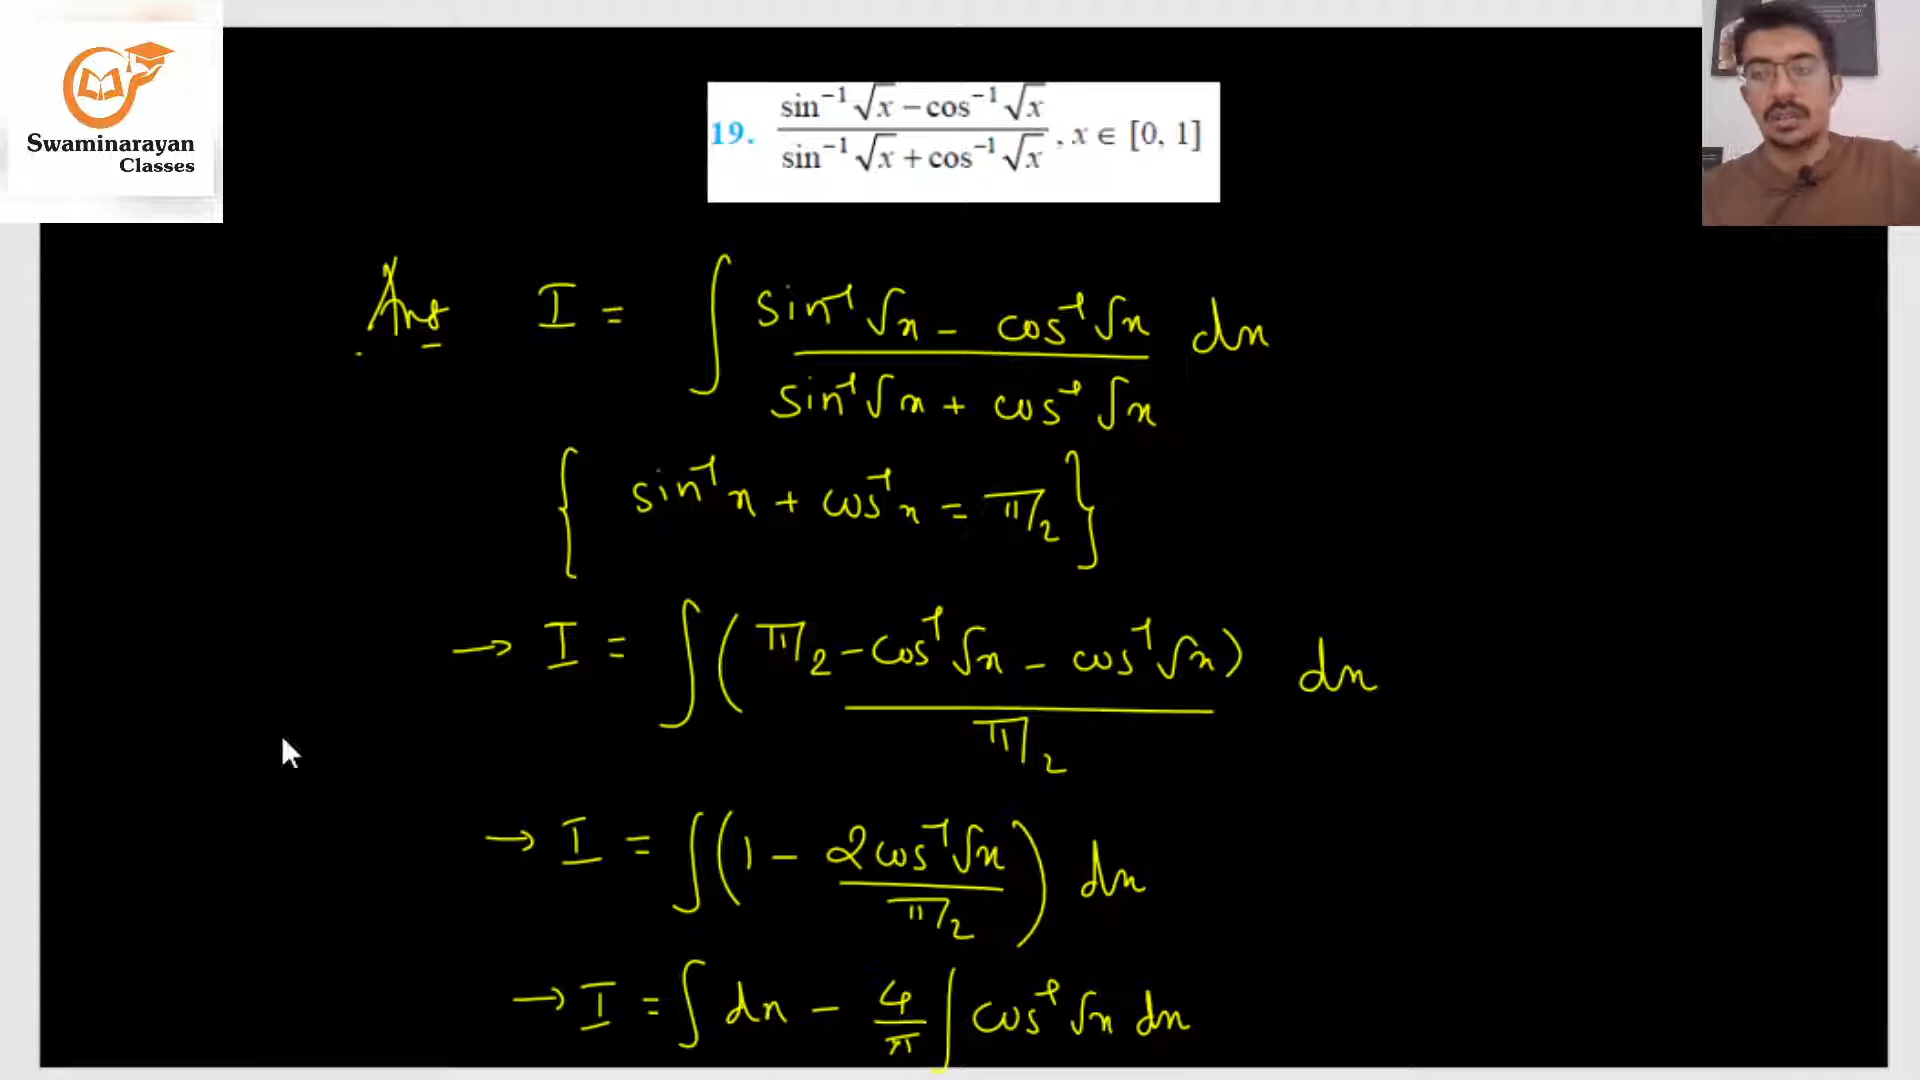 Swaminarayan
Classes
19. (sin⁻¹√x − cos⁻¹√x)/(sin⁻¹√x + cos⁻¹√x), x ∈ [0, 1]
Ans I = ∫ (sin⁻¹√x − cos⁻¹√x)/(sin⁻¹√x + cos⁻¹√x) dx
{ sin⁻¹x + cos⁻¹x = π/2 }
→ I = ∫ (π/2 − cos⁻¹√x − cos⁻¹√x)/(π/2) dx
→ I = ∫ (1 − (2cos⁻¹√x)/(π/2)) dx
→ I = ∫ dx − 4/π ∫ cos⁻¹√x dx